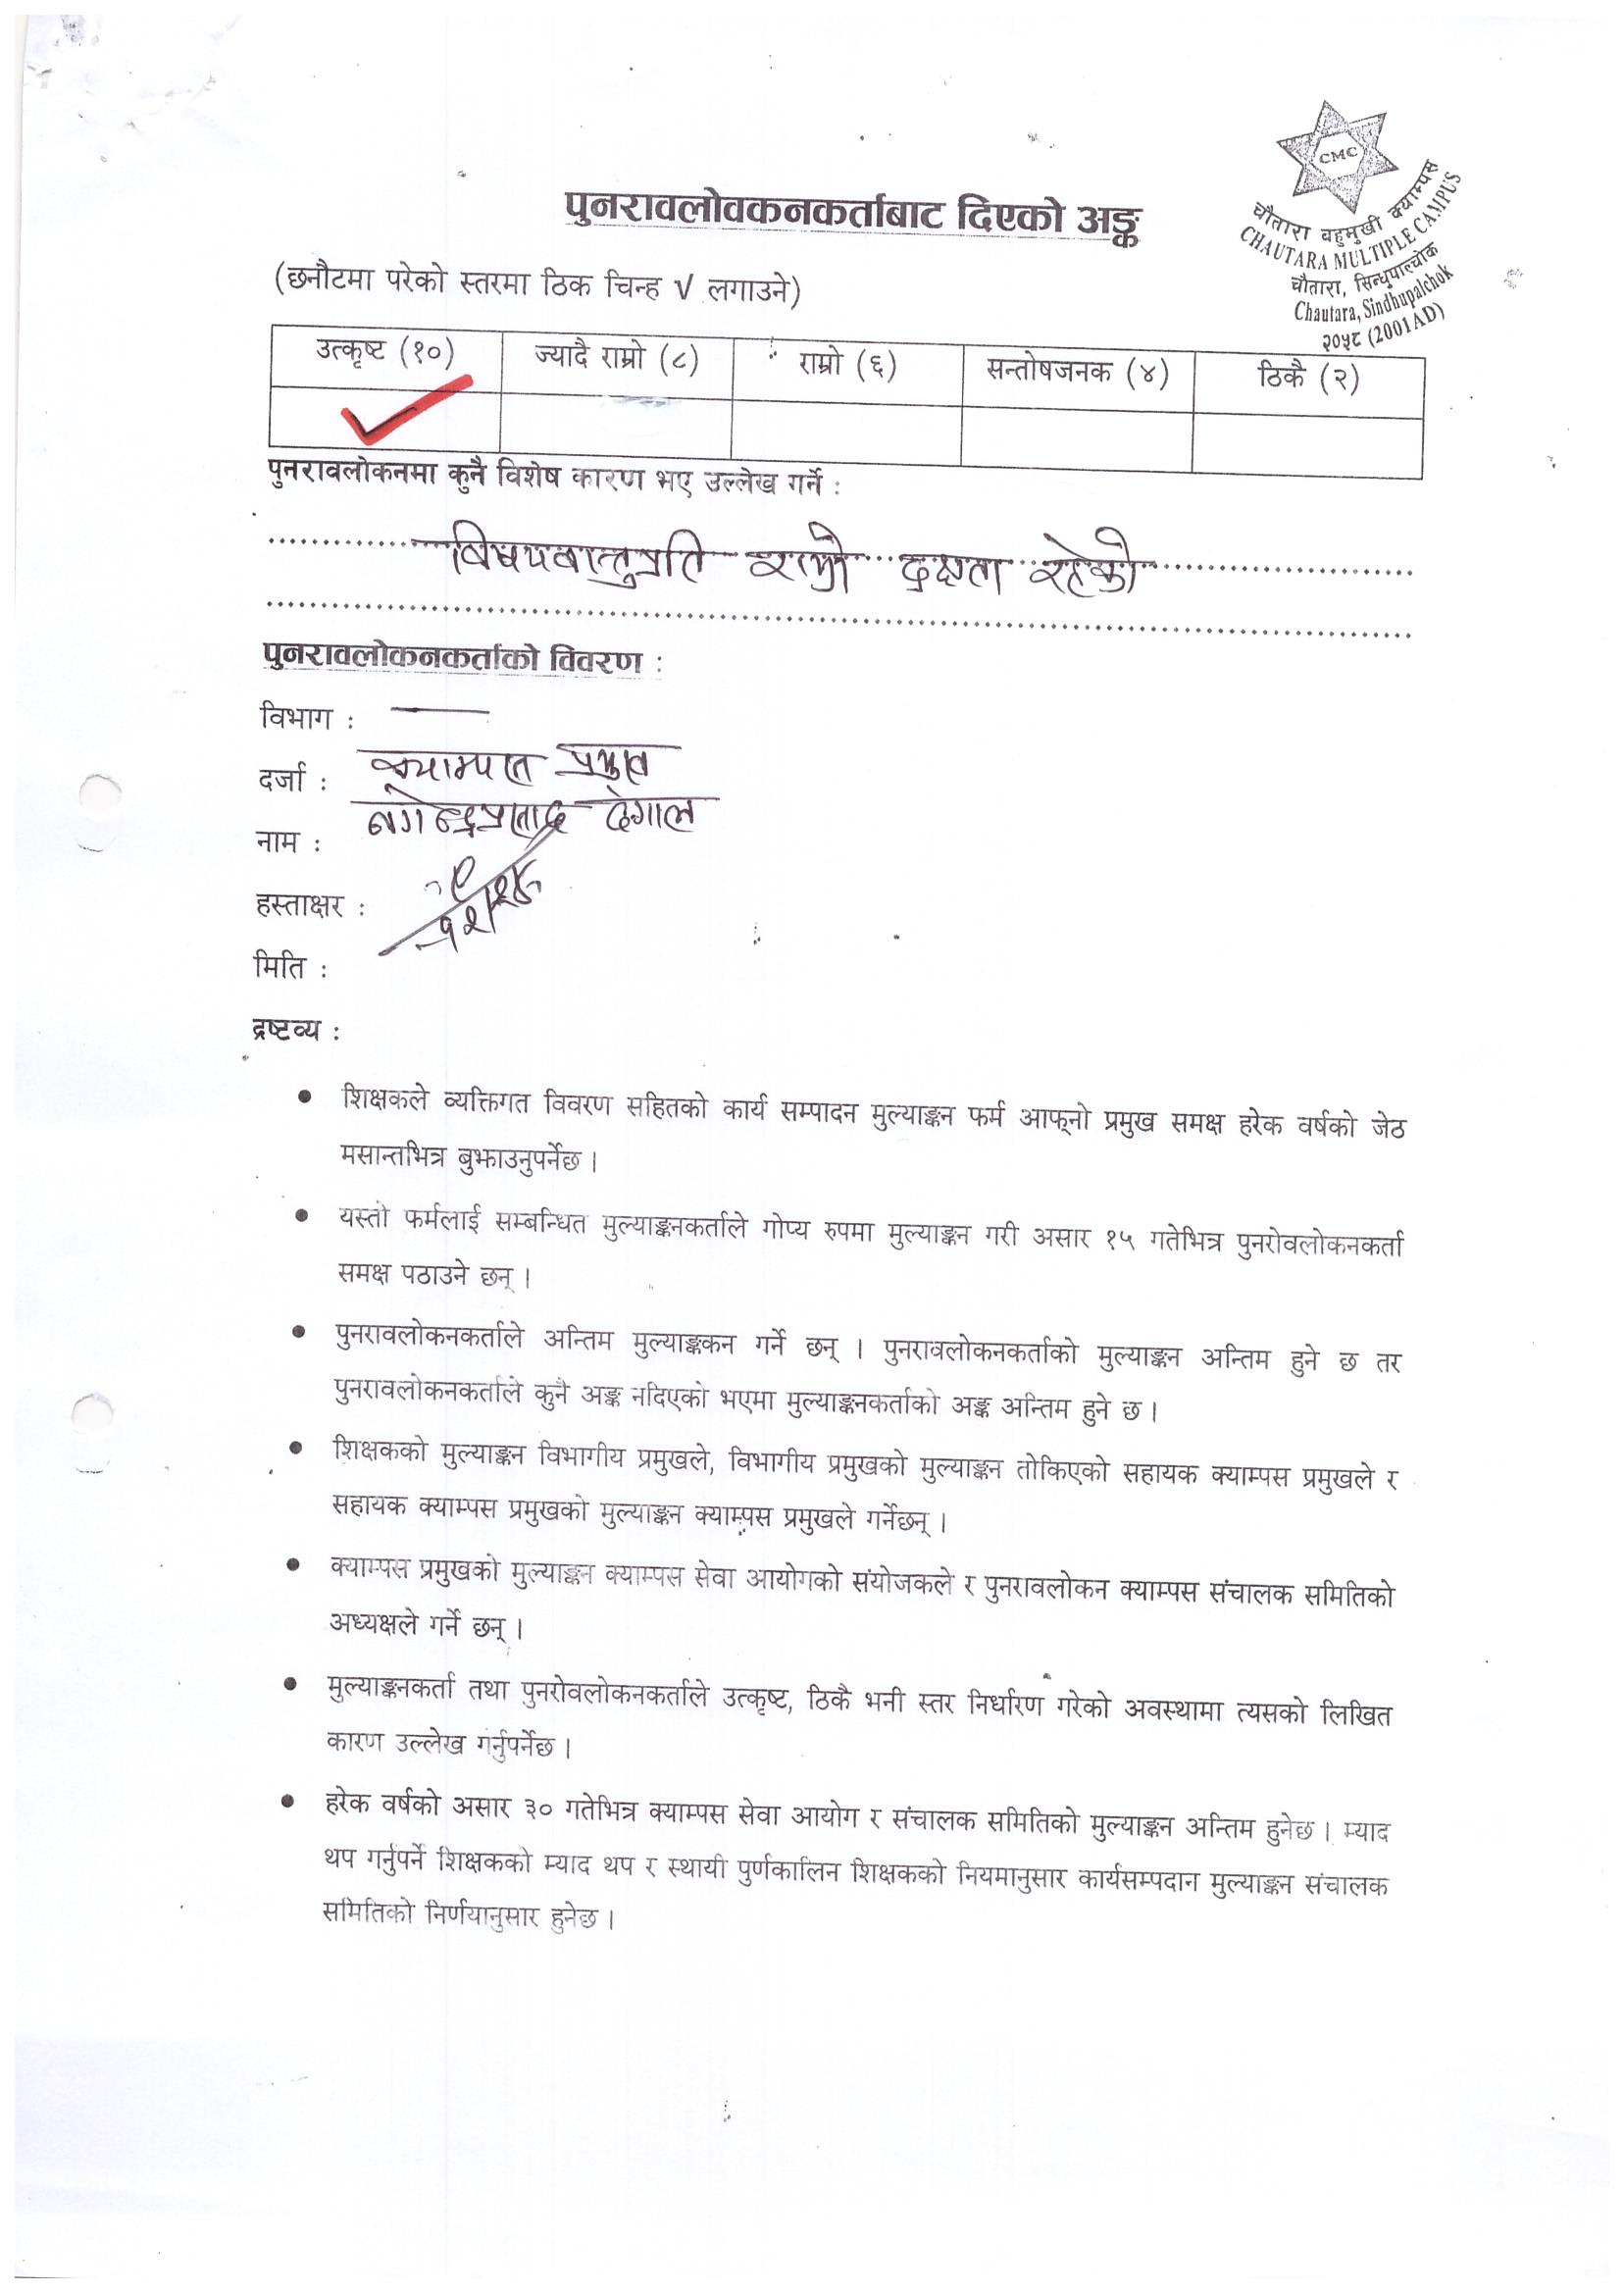 CMC
चौतारा बहुमुखी क्याम्पस
CHAUTARA MULTIPLE CAMPUS
चौतारा, सिन्धुपाल्चोक
Chautara, Sindhupalchok
२०५८ (2001AD)
पुनरावलोवकनकर्ताबाट दिएको अङ्क
(छनौटमा परेको स्तरमा ठिक चिन्ह √ लगाउने)
उत्कृष्ट (१०) ज्यादै राम्रो (८) राम्रो (६) सन्तोषजनक (४) ठिकै (२)
पुनरावलोकनमा कुनै विशेष कारण भए उल्लेख गर्ने :
बिषयबस्तुप्रति राम्रो दक्षता रहेको
पुनरावलोकनकर्ताको विवरण :
विभाग :
दर्जा : क्याम्पस प्रमुख
नाम : नगेन्द्रप्रसाद
हस्ताक्षर :
मिति :
द्रष्टव्य :
• शिक्षकले व्यक्तिगत विवरण सहितको कार्य सम्पादन मुल्याङ्कन फर्म आफ्‌नो प्रमुख समक्ष हरेक वर्षको जेठ
मसान्तभित्र बुझाउनुपर्नेछ ।
• यस्तो फर्मलाई सम्बन्धित मुल्याङ्कनकर्ताले गोप्य रुपमा मुल्याङ्कन गरी असार १५ गतेभित्र पुनरोवलोकनकर्ता
समक्ष पठाउने छन् ।
• पुनरावलोकनकर्ताले अन्तिम मुल्याङ्ककन गर्ने छन् । पुनरावलोकनकर्ताको मुल्याङ्कन अन्तिम हुने छ तर
पुनरावलोकनकर्ताले कुनै अङ्क नदिएको भएमा मुल्याङ्कनकर्ताको अङ्क अन्तिम हुने छ ।
• शिक्षकको मुल्याङ्कन विभागीय प्रमुखले, विभागीय प्रमुखको मुल्याङ्कन तोकिएको सहायक क्याम्पस प्रमुखले र
सहायक क्याम्पस प्रमुखको मुल्याङ्कन क्याम्पस प्रमुखले गर्नेछन् ।
• क्याम्पस प्रमुखको मुल्याङ्कन क्याम्पस सेवा आयोगको संयोजकले र पुनरावलोकन क्याम्पस संचालक समितिको
अध्यक्षले गर्ने छन् ।
• मुल्याङ्कनकर्ता तथा पुनरोवलोकनकर्ताले उत्कृष्ट, ठिकै भनी स्तर निर्धारण गरेको अवस्थामा त्यसको लिखित
कारण उल्लेख गर्नुपर्नेछ ।
• हरेक वर्षको असार ३० गतेभित्र क्याम्पस सेवा आयोग र संचालक समितिको मुल्याङ्कन अन्तिम हुनेछ । म्याद
थप गर्नुपर्ने शिक्षकको म्याद थप र स्थायी पुर्णकालिन शिक्षकको नियमानुसार कार्यसम्पदान मुल्याङ्कन संचालक
समितिको निर्णयानुसार हुनेछ ।